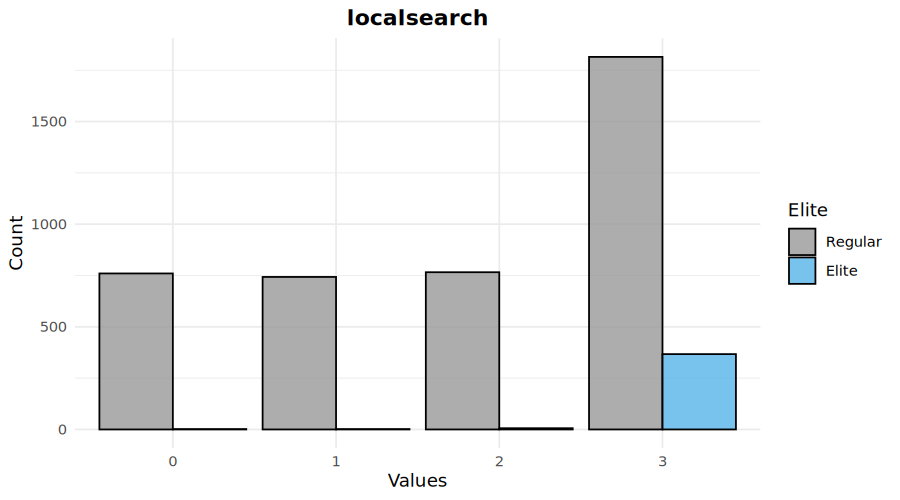 localsearch
1500
1000
500
0
Count
0 1 2 3
Values
Elite
Regular
Elite